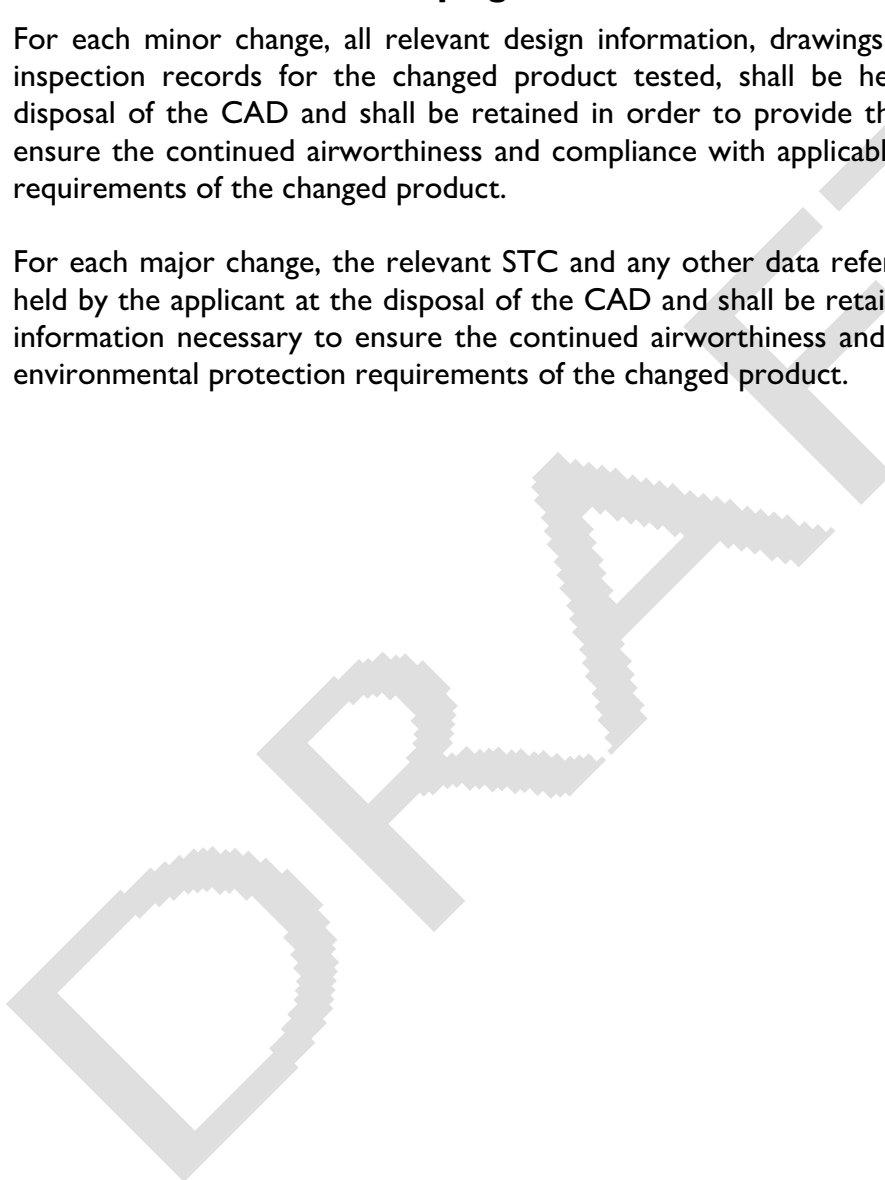 For each minor change, all relevant design information, drawings
inspection records for the changed product tested, shall be he
disposal of the CAD and shall be retained in order to provide th
ensure the continued airworthiness and compliance with applicabl
requirements of the changed product.
For each major change, the relevant STC and any other data refer
held by the applicant at the disposal of the CAD and shall be retai
information necessary to ensure the continued airworthiness and
environmental protection requirements of the changed product.
DRAFT